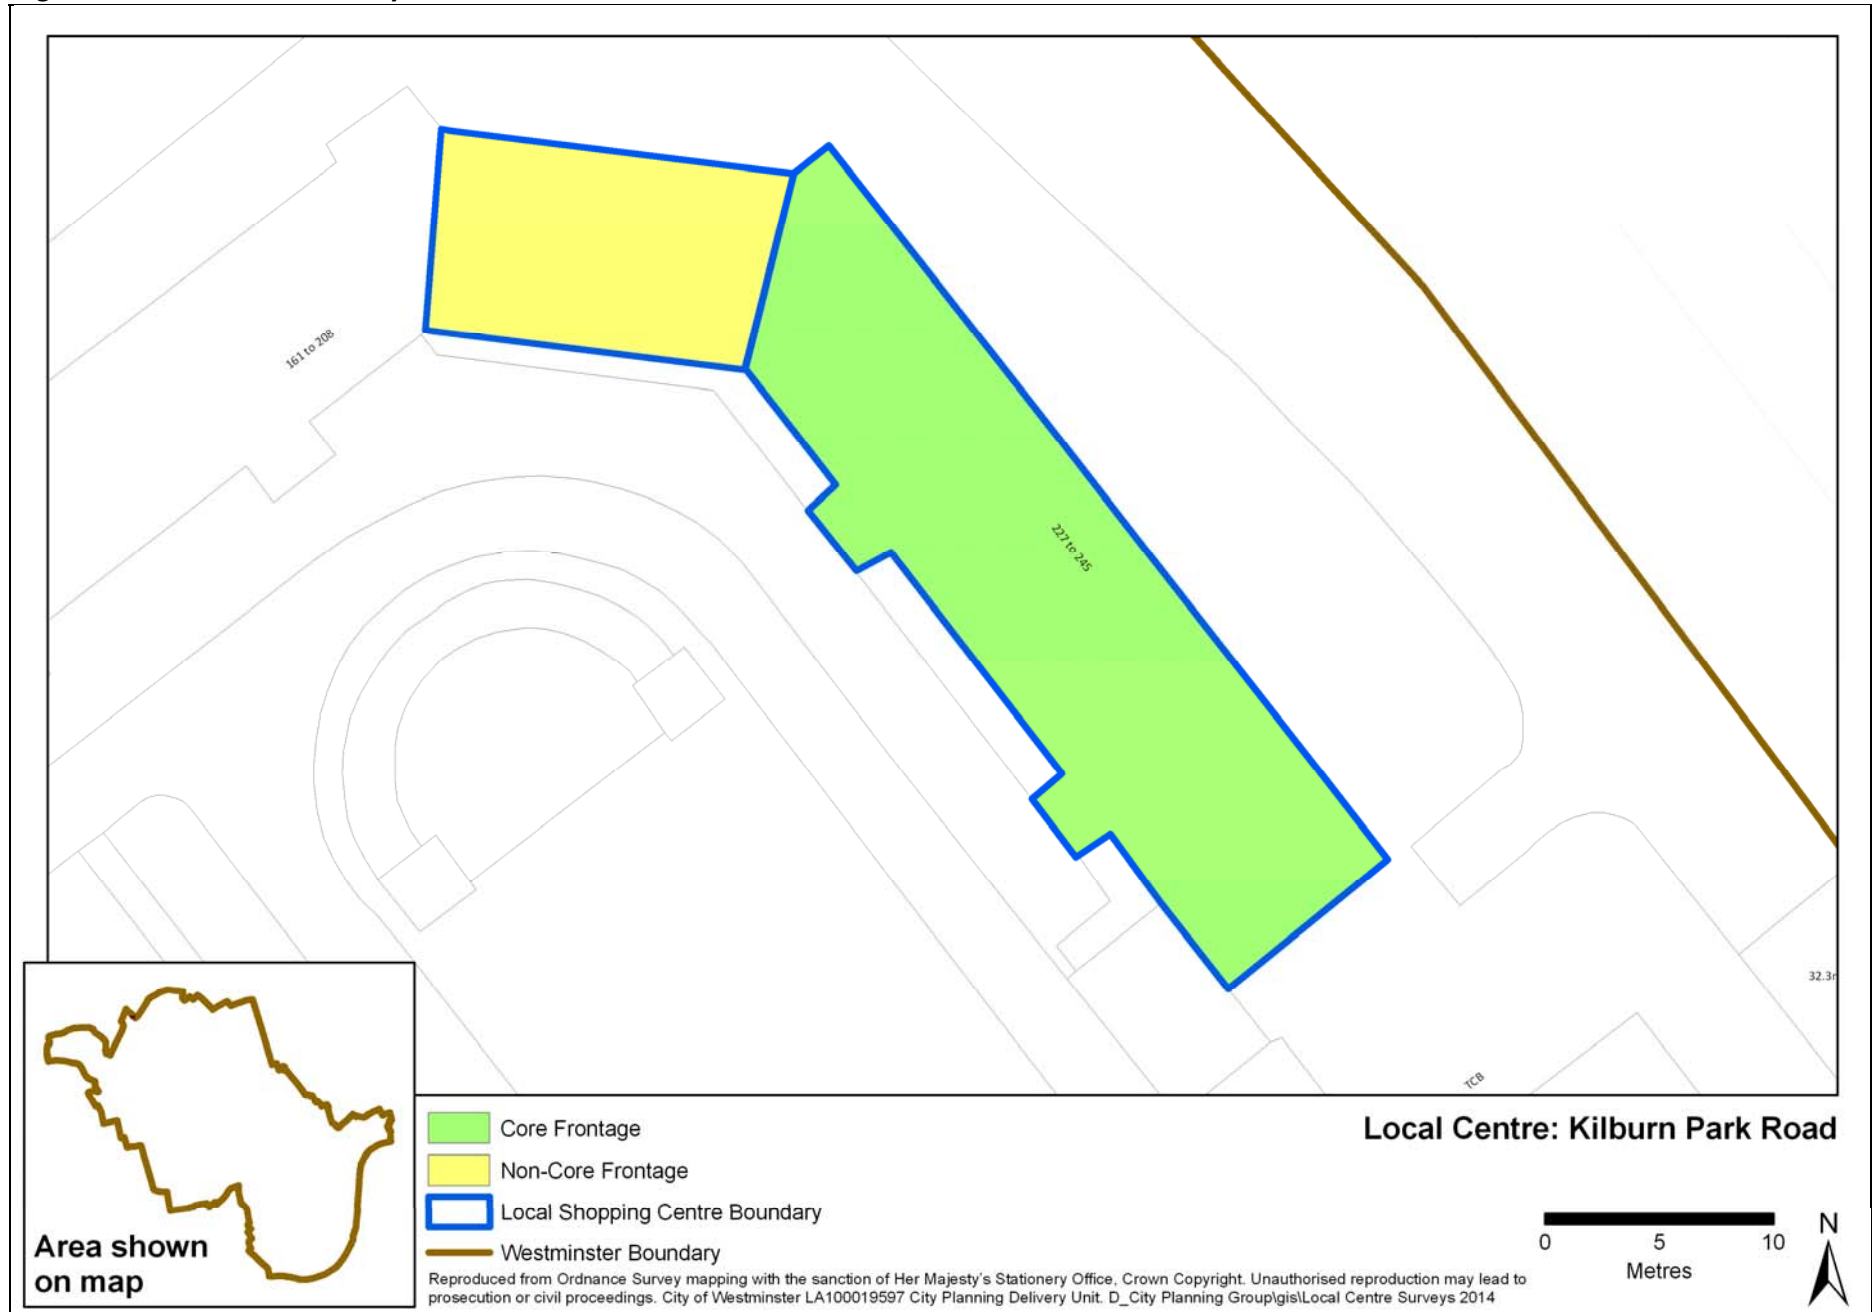 161 to 208
227 to 245
32.3
TCB
Core Frontage
Non-Core Frontage
Local Shopping Centre Boundary
Westminster Boundary
Local Centre: Kilburn Park Road
0 5 10
Metres
N
Area shown
on map
Reproduced from Ordnance Survey mapping with the sanction of Her Majesty's Stationery Office, Crown Copyright. Unauthorised reproduction may lead to
prosecution or civil proceedings. City of Westminster LA100019597 City Planning Delivery Unit. D_City Planning Group\gis\Local Centre Surveys 2014